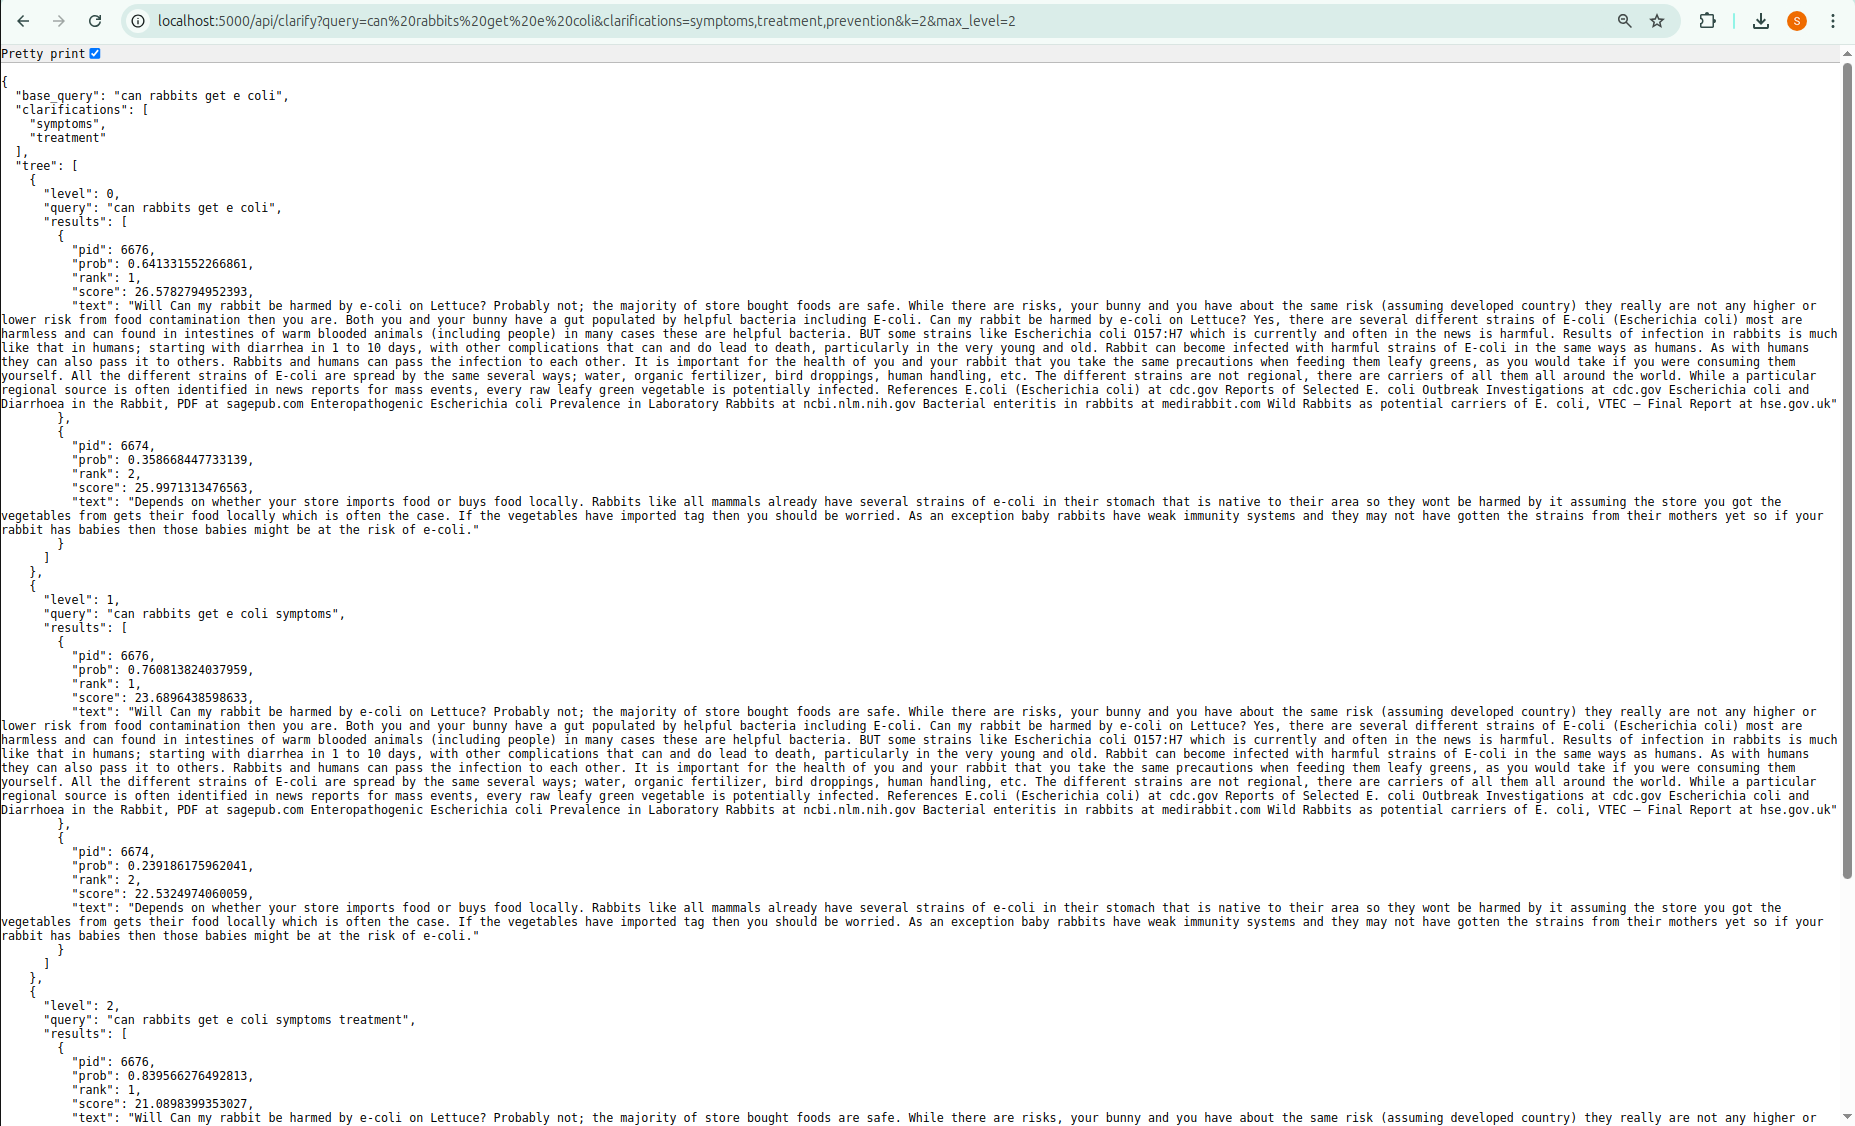 localhost:5000/api/clarify?query=can%20rabbits%20get%20e%20coli&clarifications=symptoms,treatment,prevention&k=2&max_level=2
S
Pretty print
{
  "base_query": "can rabbits get e coli",
  "clarifications": [
    "symptoms",
    "treatment"
  ],
  "tree": [
    {
      "level": 0,
      "query": "can rabbits get e coli",
      "results": [
        {
          "pid": 6676,
          "prob": 0.641331552266861,
          "rank": 1,
          "score": 26.5782794952393,
          "text": "Will Can my rabbit be harmed by e-coli on Lettuce? Probably not; the majority of store bought foods are safe. While there are risks, your bunny and you have about the same risk (assuming developed country) they really are not any higher or
lower risk from food contamination then you are. Both you and your bunny have a gut populated by helpful bacteria including E-coli. Can my rabbit be harmed by e-coli on Lettuce? Yes, there are several different strains of E-coli (Escherichia coli) most are
harmless and can found in intestines of warm blooded animals (including people) in many cases these are helpful bacteria. BUT some strains like Escherichia coli O157:H7 which is currently and often in the news is harmful. Results of infection in rabbits is much
like that in humans; starting with diarrhea in 1 to 10 days, with other complications that can and do lead to death, particularly in the very young and old. Rabbit can become infected with harmful strains of E-coli in the same ways as humans. As with humans
they can also pass it to others. Rabbits and humans can pass the infection to each other. It is important for the health of you and your rabbit that you take the same precautions when feeding them leafy greens, as you would take if you were consuming them
yourself. All the different strains of E-coli are spread by the same several ways; water, organic fertilizer, bird droppings, human handling, etc. The different strains are not regional, there are carriers of all them all around the world. While a particular
regional source is often identified in news reports for mass events, every raw leafy green vegetable is potentially infected. References E.coli (Escherichia coli) at cdc.gov Reports of Selected E. coli Outbreak Investigations at cdc.gov Escherichia coli and
Diarrhoea in the Rabbit, PDF at sagepub.com Enteropathogenic Escherichia coli Prevalence in Laboratory Rabbits at ncbi.nlm.nih.gov Bacterial enteritis in rabbits at medirabbit.com Wild Rabbits as potential carriers of E. coli, VTEC – Final Report at hse.gov.uk"
        },
        {
          "pid": 6674,
          "prob": 0.358668447733139,
          "rank": 2,
          "score": 25.9971313476563,
          "text": "Depends on whether your store imports food or buys food locally. Rabbits like all mammals already have several strains of e-coli in their stomach that is native to their area so they wont be harmed by it assuming the store you got the
vegetables from gets their food locally which is often the case. If the vegetables have imported tag then you should be worried. As an exception baby rabbits have weak immunity systems and they may not have gotten the strains from their mothers yet so if your
rabbit has babies then those babies might be at the risk of e-coli."
        }
      ]
    },
    {
      "level": 1,
      "query": "can rabbits get e coli symptoms",
      "results": [
        {
          "pid": 6676,
          "prob": 0.760813824037959,
          "rank": 1,
          "score": 23.6896438598633,
          "text": "Will Can my rabbit be harmed by e-coli on Lettuce? Probably not; the majority of store bought foods are safe. While there are risks, your bunny and you have about the same risk (assuming developed country) they really are not any higher or
lower risk from food contamination then you are. Both you and your bunny have a gut populated by helpful bacteria including E-coli. Can my rabbit be harmed by e-coli on Lettuce? Yes, there are several different strains of E-coli (Escherichia coli) most are
harmless and can found in intestines of warm blooded animals (including people) in many cases these are helpful bacteria. BUT some strains like Escherichia coli O157:H7 which is currently and often in the news is harmful. Results of infection in rabbits is much
like that in humans; starting with diarrhea in 1 to 10 days, with other complications that can and do lead to death, particularly in the very young and old. Rabbit can become infected with harmful strains of E-coli in the same ways as humans. As with humans
they can also pass it to others. Rabbits and humans can pass the infection to each other. It is important for the health of you and your rabbit that you take the same precautions when feeding them leafy greens, as you would take if you were consuming them
yourself. All the different strains of E-coli are spread by the same several ways; water, organic fertilizer, bird droppings, human handling, etc. The different strains are not regional, there are carriers of all them all around the world. While a particular
regional source is often identified in news reports for mass events, every raw leafy green vegetable is potentially infected. References E.coli (Escherichia coli) at cdc.gov Reports of Selected E. coli Outbreak Investigations at cdc.gov Escherichia coli and
Diarrhoea in the Rabbit, PDF at sagepub.com Enteropathogenic Escherichia coli Prevalence in Laboratory Rabbits at ncbi.nlm.nih.gov Bacterial enteritis in rabbits at medirabbit.com Wild Rabbits as potential carriers of E. coli, VTEC – Final Report at hse.gov.uk"
        },
        {
          "pid": 6674,
          "prob": 0.239186175962041,
          "rank": 2,
          "score": 22.5324974060059,
          "text": "Depends on whether your store imports food or buys food locally. Rabbits like all mammals already have several strains of e-coli in their stomach that is native to their area so they wont be harmed by it assuming the store you got the
vegetables from gets their food locally which is often the case. If the vegetables have imported tag then you should be worried. As an exception baby rabbits have weak immunity systems and they may not have gotten the strains from their mothers yet so if your
rabbit has babies then those babies might be at the risk of e-coli."
        }
      ]
    },
    {
      "level": 2,
      "query": "can rabbits get e coli symptoms treatment",
      "results": [
        {
          "pid": 6676,
          "prob": 0.839566276492813,
          "rank": 1,
          "score": 21.0898399353027,
          "text": "Will Can my rabbit be harmed by e-coli on Lettuce? Probably not; the majority of store bought foods are safe. While there are risks, your bunny and you have about the same risk (assuming developed country) they really are not any higher or